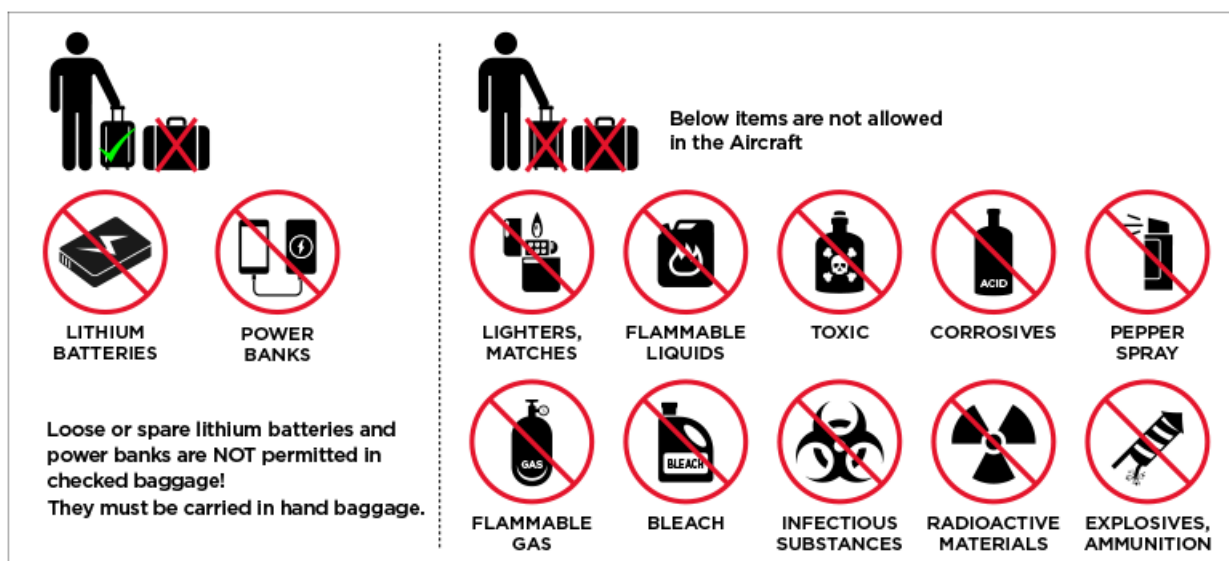 LITHIUM
BATTERIES
POWER
BANKS
Loose or spare lithium batteries and
power banks are NOT permitted in
checked baggage!
They must be carried in hand baggage.
Below items are not allowed
in the Aircraft
LIGHTERS,
MATCHES
FLAMMABLE
LIQUIDS
TOXIC
ACID
CORROSIVES
PEPPER
SPRAY
GAS
FLAMMABLE
GAS
BLEACH
BLEACH
INFECTIOUS
SUBSTANCES
RADIOACTIVE
MATERIALS
EXPLOSIVES,
AMMUNITION